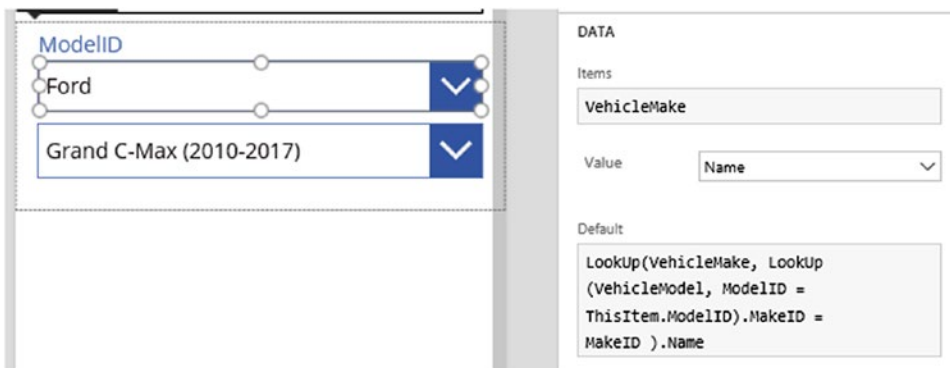 ModelID
Ford
Grand C-Max (2010-2017)
DATA
Items
VehicleMake
Value
Name
Default
LookUp(VehicleMake, LookUp
(VehicleModel, ModelID =
ThisItem.ModelID).MakeID =
MakeID ).Name